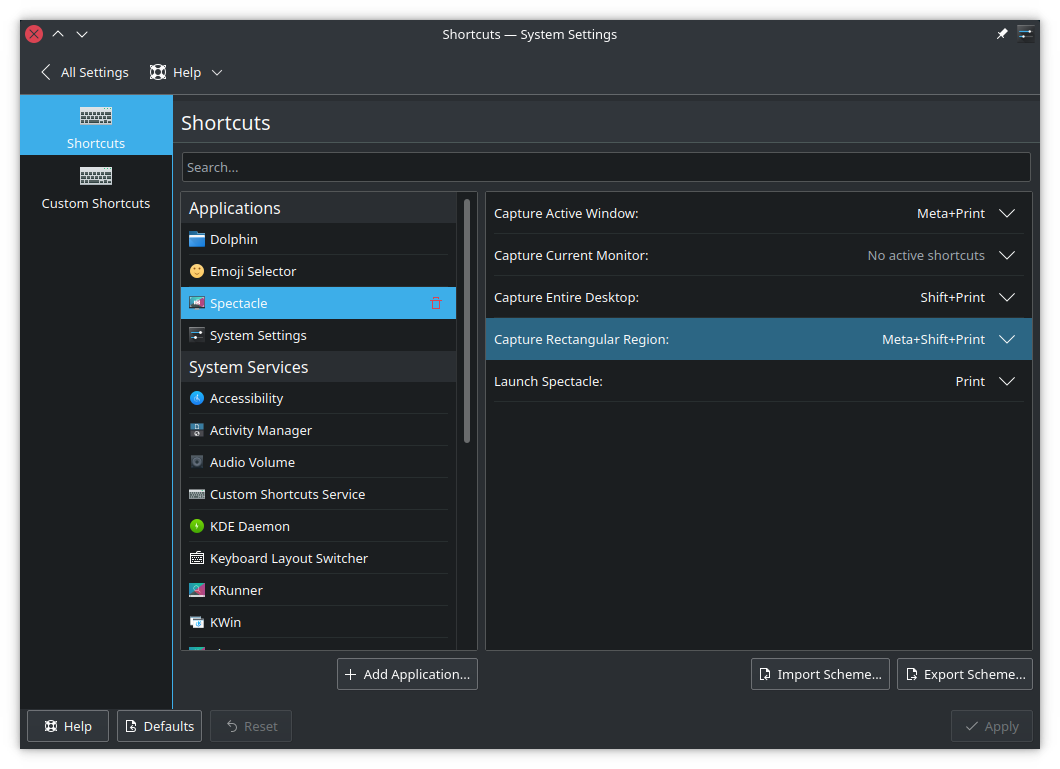 Shortcuts — System Settings
All Settings
Help
Shortcuts
Custom Shortcuts
Shortcuts
Search...
Applications
Dolphin
Emoji Selector
Spectacle
System Settings
System Services
Accessibility
Activity Manager
Audio Volume
Custom Shortcuts Service
KDE Daemon
Keyboard Layout Switcher
KRunner
KWin
Add Application...
Capture Active Window: Meta+Print
Capture Current Monitor: No active shortcuts
Capture Entire Desktop: Shift+Print
Capture Rectangular Region: Meta+Shift+Print
Launch Spectacle: Print
Import Scheme...
Export Scheme...
Help
Defaults
Reset
Apply